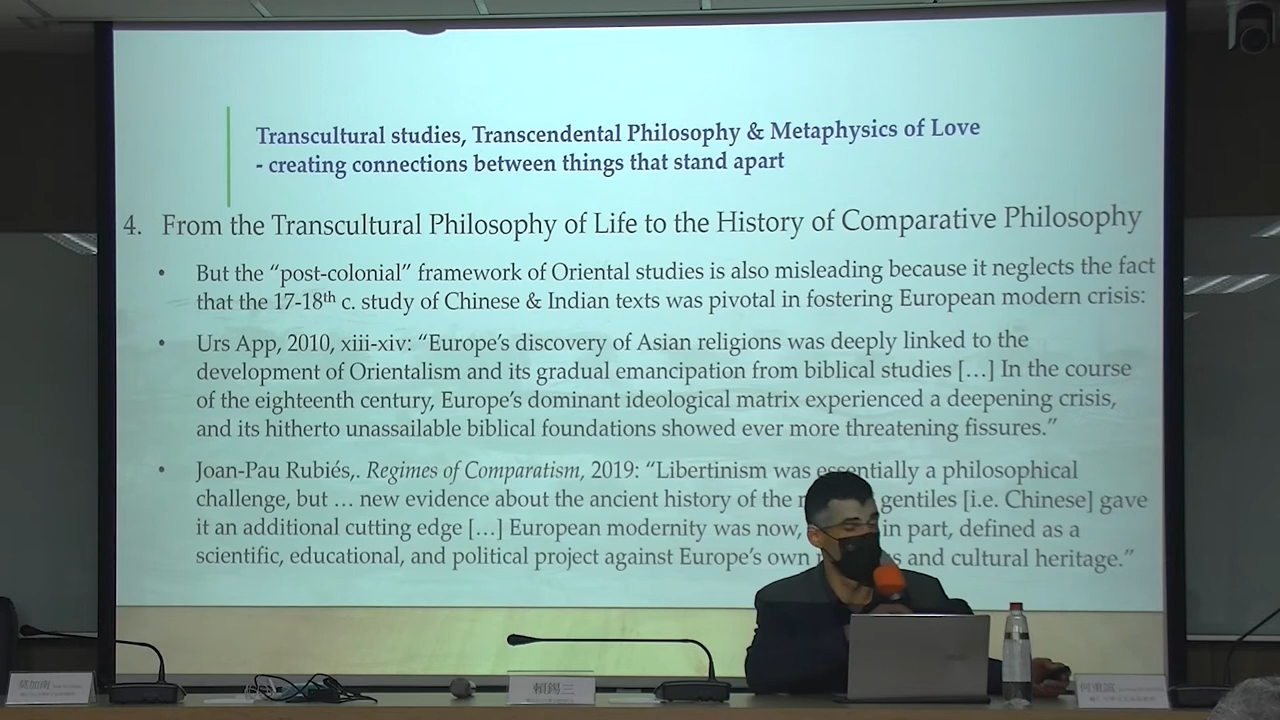 Transcultural studies, Transcendental Philosophy & Metaphysics of Love
- creating connections between things that stand apart
4. From the Transcultural Philosophy of Life to the History of Comparative Philosophy
• But the “post-colonial” framework of Oriental studies is also misleading because it neglects the fact
that the 17-18th c. study of Chinese & Indian texts was pivotal in fostering European modern crisis:
• Urs App, 2010, xiii-xiv: “Europe’s discovery of Asian religions was deeply linked to the
development of Orientalism and its gradual emancipation from biblical studies […] In the course
of the eighteenth century, Europe’s dominant ideological matrix experienced a deepening crisis,
and its hitherto unassailable biblical foundations showed ever more threatening fissures.”
• Joan-Pau Rubiés,. Regimes of Comparatism, 2019: “Libertinism was essentially a philosophical
challenge, but … new evidence about the ancient history of the gentiles [i.e. Chinese] gave
it an additional cutting edge […] European modernity was now, in part, defined as a
scientific, educational, and political project against Europe’s own and cultural heritage.”
莫加南
賴錫三